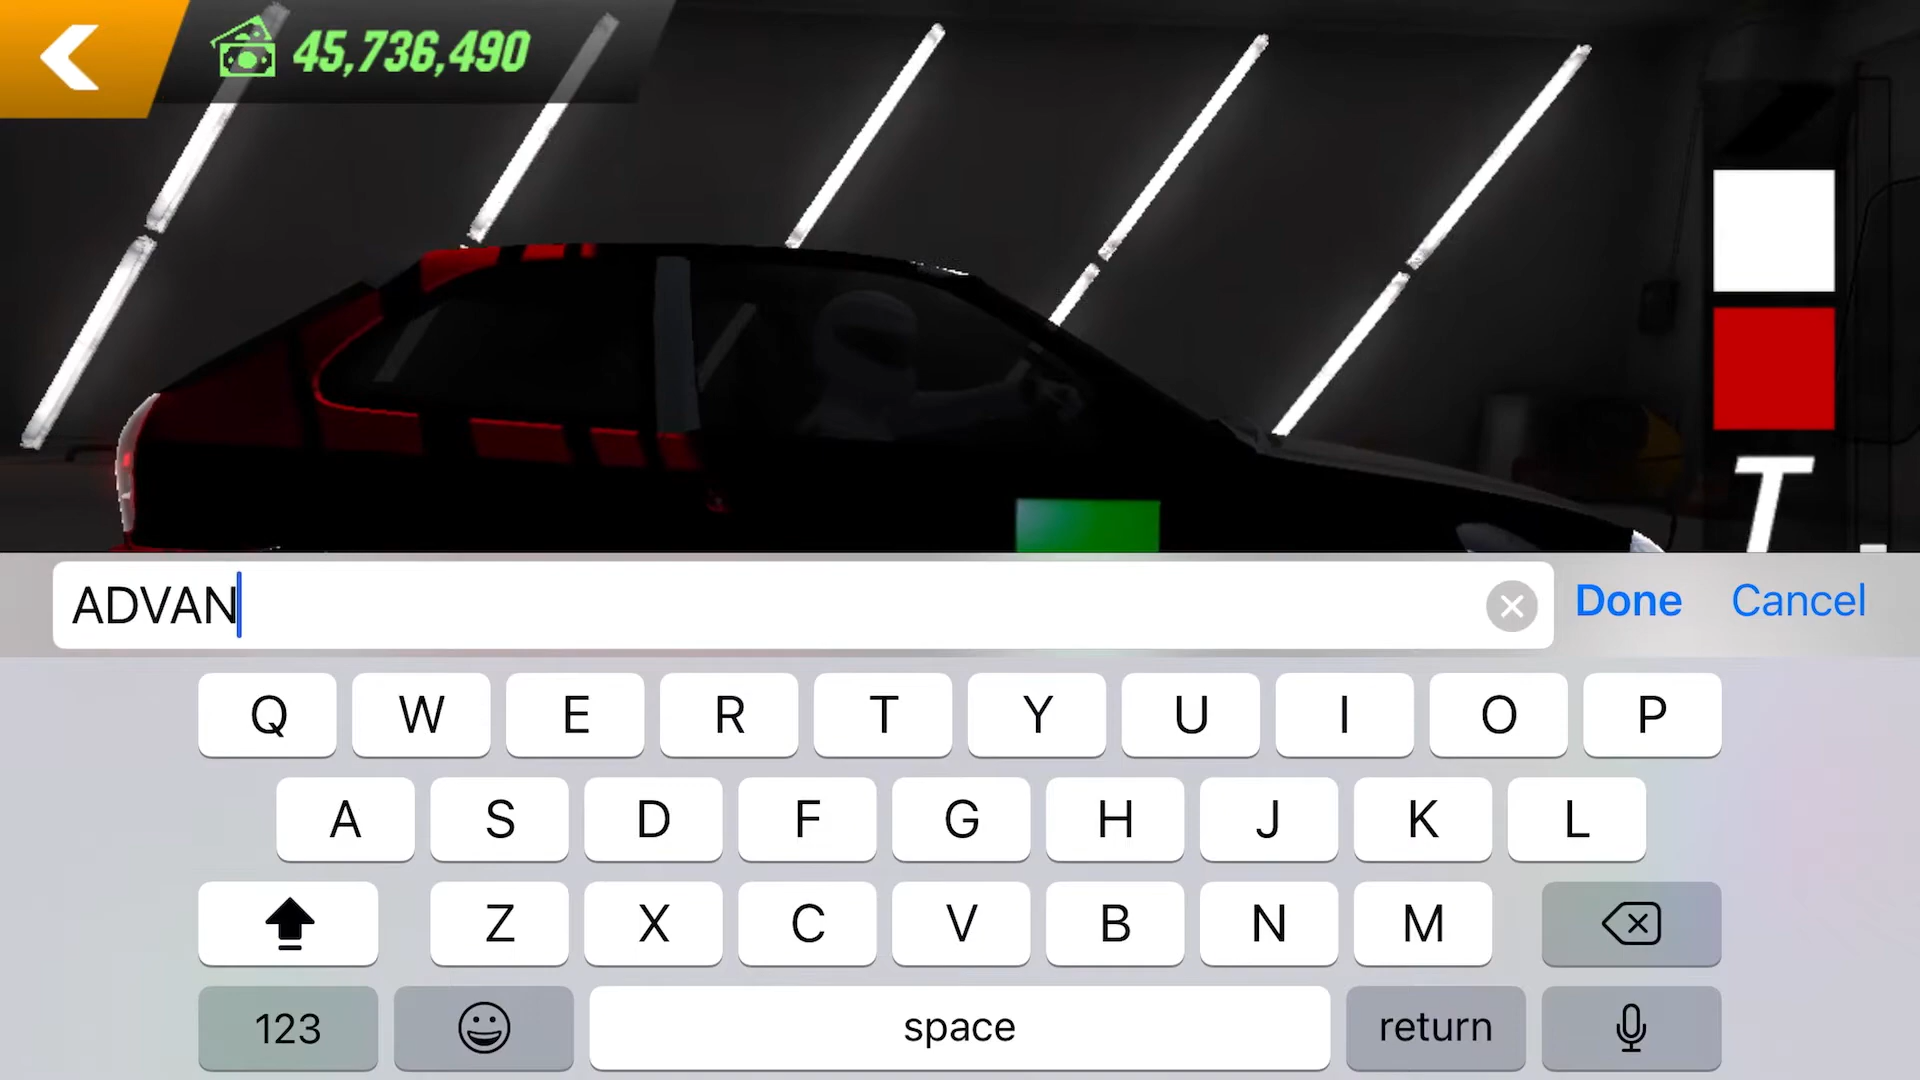 45,736,490
T
ADVAN
Done
Cancel
Q W E R T Y U I O P
A S D F G H J K L
Z X C V B N M
123
space
return